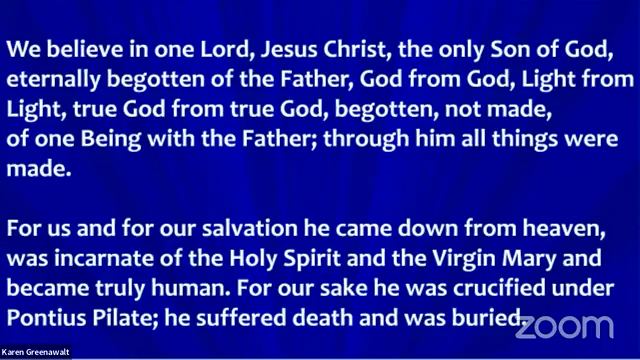 We believe in one Lord, Jesus Christ, the only Son of God,
eternally begotten of the Father, God from God, Light from
Light, true God from true God, begotten, not made,
of one Being with the Father; through him all things were
made.
For us and for our salvation he came down from heaven,
was incarnate of the Holy Spirit and the Virgin Mary and
became truly human. For our sake he was crucified under
Pontius Pilate; he suffered death and was buried.
zoom
Karen Greenawalt